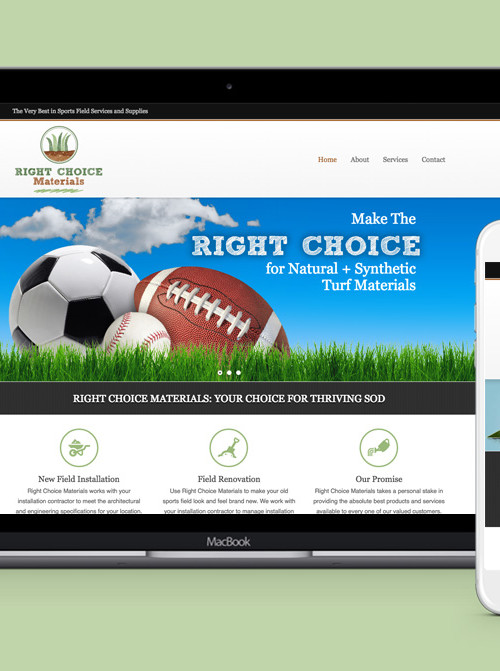 The Very Best in Sports Field Services and Supplies
RIGHT CHOICE
Materials
Home About Services Contact
Make The
RIGHT CHOICE
for Natural + Synthetic
Turf Materials
RIGHT CHOICE MATERIALS: YOUR CHOICE FOR THRIVING SOD
New Field Installation
Right Choice Materials works with your
installation contractor to meet the architectural
and engineering specifications for your location.
Field Renovation
Use Right Choice Materials to make your old
sports field look and feel brand new. We work with
your installation contractor to manage installation
Our Promise
Right Choice Materials takes a personal stake in
providing the absolute best products and services
available to every one of our valued customers.
MacBook